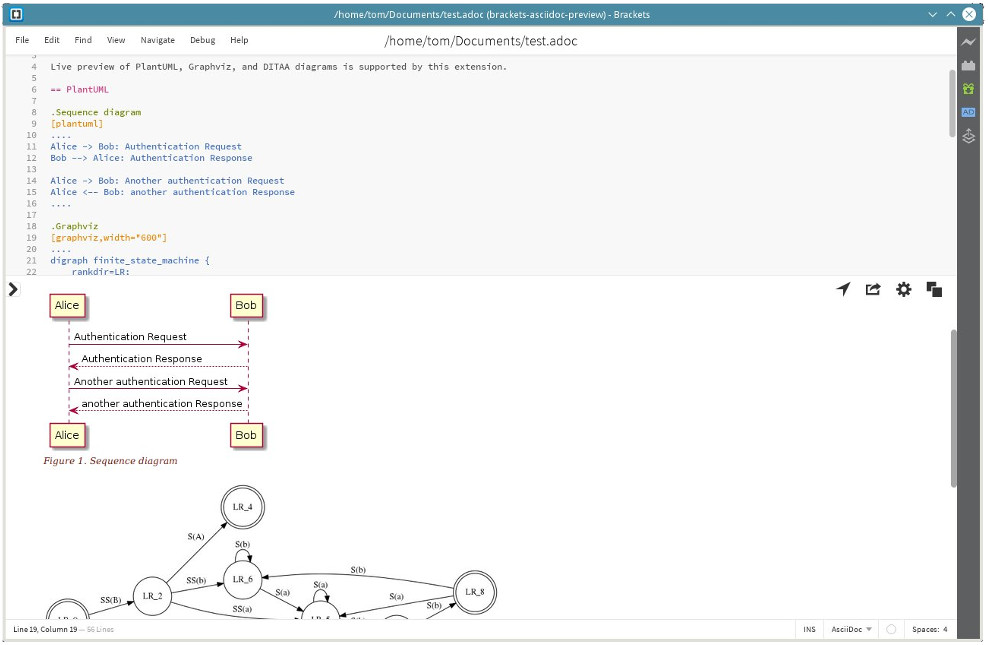 /home/tom/Documents/test.adoc (brackets-asciidoc-preview) - Brackets
File Edit Find View Navigate Debug Help
/home/tom/Documents/test.adoc
4 Live preview of PlantUML, Graphviz, and DITAA diagrams is supported by this extension.
5
6 == PlantUML
7
8 .Sequence diagram
9 [plantuml]
10 ....
11 Alice -> Bob: Authentication Request
12 Bob --> Alice: Authentication Response
13
14 Alice -> Bob: Another authentication Request
15 Alice <-- Bob: another authentication Response
16 ....
17
18 .Graphviz
19 [graphviz,width="600"]
20 ....
21 digraph finite_state_machine {
22 rankdir=LR;
AD
Alice Bob
Authentication Request
Authentication Response
Another authentication Request
another authentication Response
Alice Bob
Figure 1. Sequence diagram
LR_4
S(A)
S(b)
LR_6
SS(b)
S(b)
S(a)
S(a)
LR_2
LR_8
SS(B)
SS(a)
S(a)
S(b)
Line 19, Column 19 — 56 Lines
INS AsciiDoc Spaces: 4